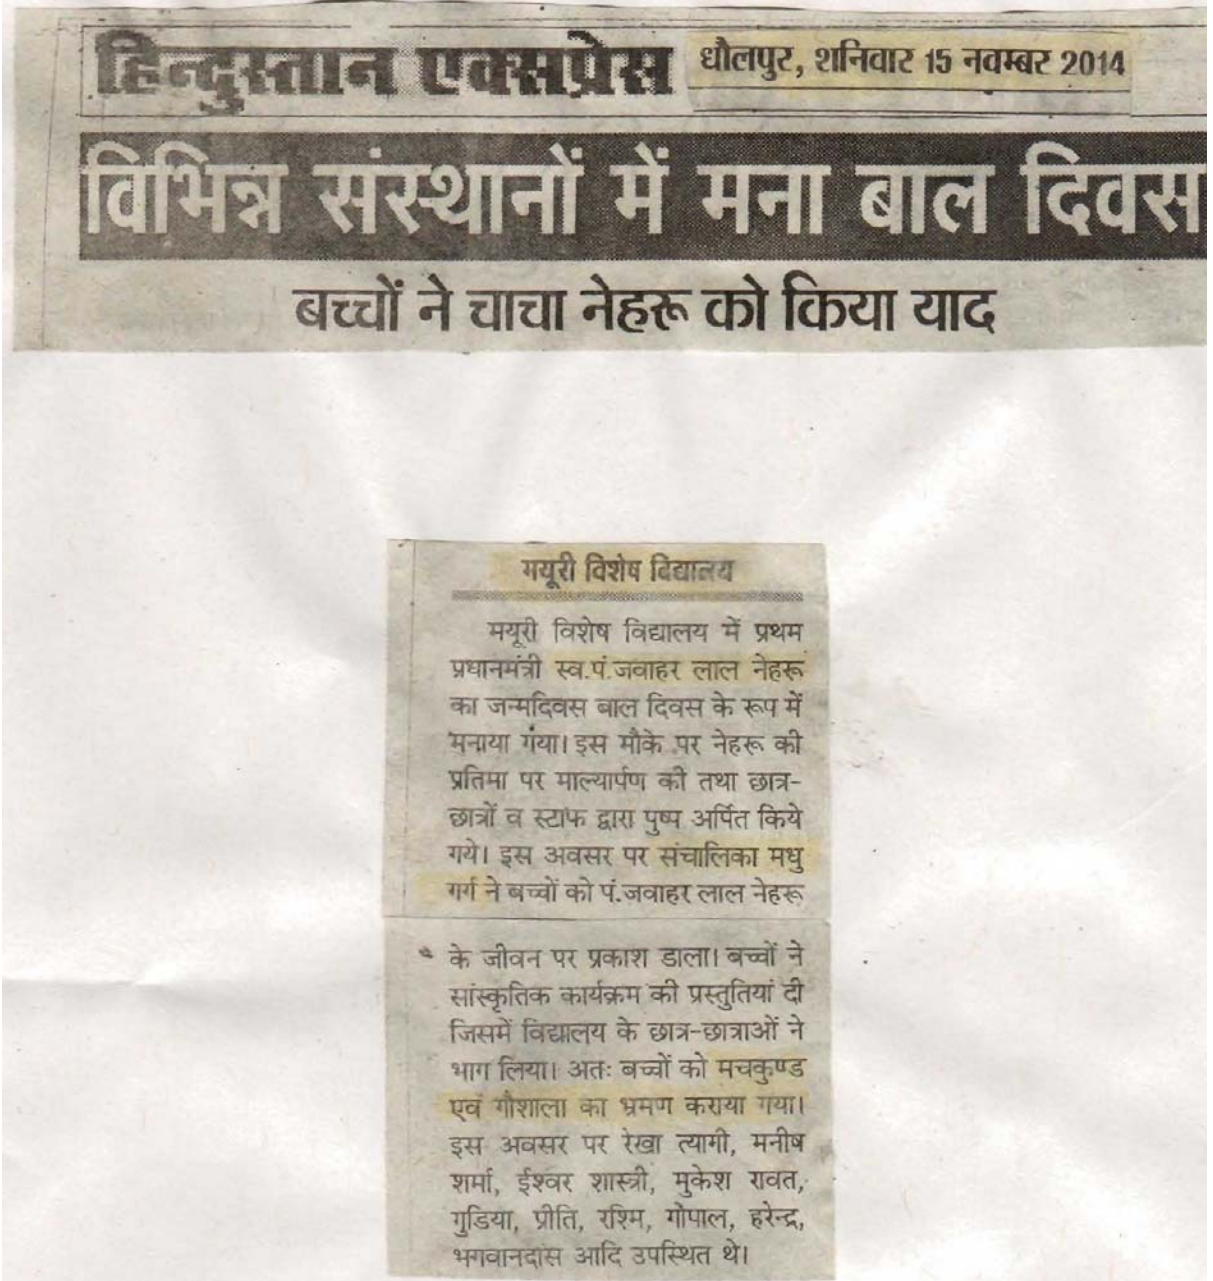 हिन्दुस्तान एक्सप्रेस धौलपुर, शनिवार 15 नवम्बर 2014
विभिन्न संस्थानों में मना बाल दिवस
बच्चों ने चाचा नेहरू को किया याद
मयूरी विशेष विद्यालय
मयूरी विशेष विद्यालय में प्रथम
प्रधानमंत्री स्व.पं.जवाहर लाल नेहरू
का जन्मदिवस बाल दिवस के रूप में
मनाया गया। इस मौके पर नेहरू की
प्रतिमा पर माल्यार्पण की तथा छात्र-
छात्रों व स्टाफ द्वारा पुष्प अर्पित किये
गये। इस अवसर पर संचालिका मधु
गर्ग ने बच्चों को पं.जवाहर लाल नेहरू
के जीवन पर प्रकाश डाला। बच्चों ने
सांस्कृतिक कार्यक्रम की प्रस्तुतियां दी
जिसमें विद्यालय के छात्र-छात्राओं ने
भाग लिया। अतः बच्चों को मचकुण्ड
एवं गौशाला का भ्रमण कराया गया।
इस अवसर पर रेखा त्यागी, मनीष
शर्मा, ईश्वर शास्त्री, मुकेश रावत,
गुडिया, प्रीति, रश्मि, गोपाल, हरेन्द्र,
भगवानदास आदि उपस्थित थे।